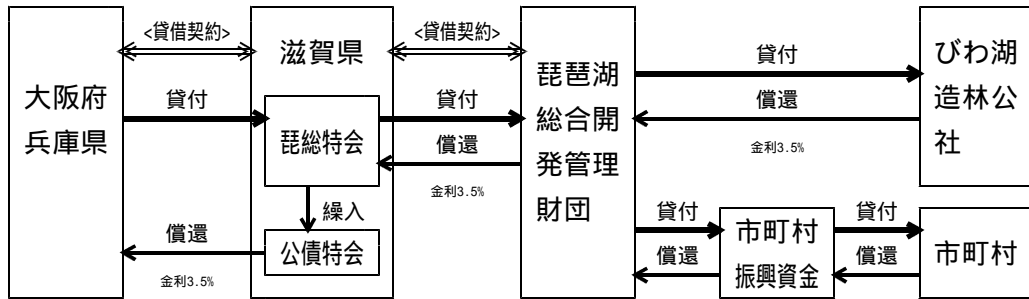 大阪府
兵庫県
<貸借契約>
貸付
償還
金利3.5%
滋賀県
琵総特会
繰入
公債特会
<貸借契約>
貸付
償還
金利3.5%
琵琶湖
総合開
発管理
財団
貸付
償還
金利3.5%
びわ湖
造林公
社
貸付
償還
市町村
振興資金
貸付
償還
市町村